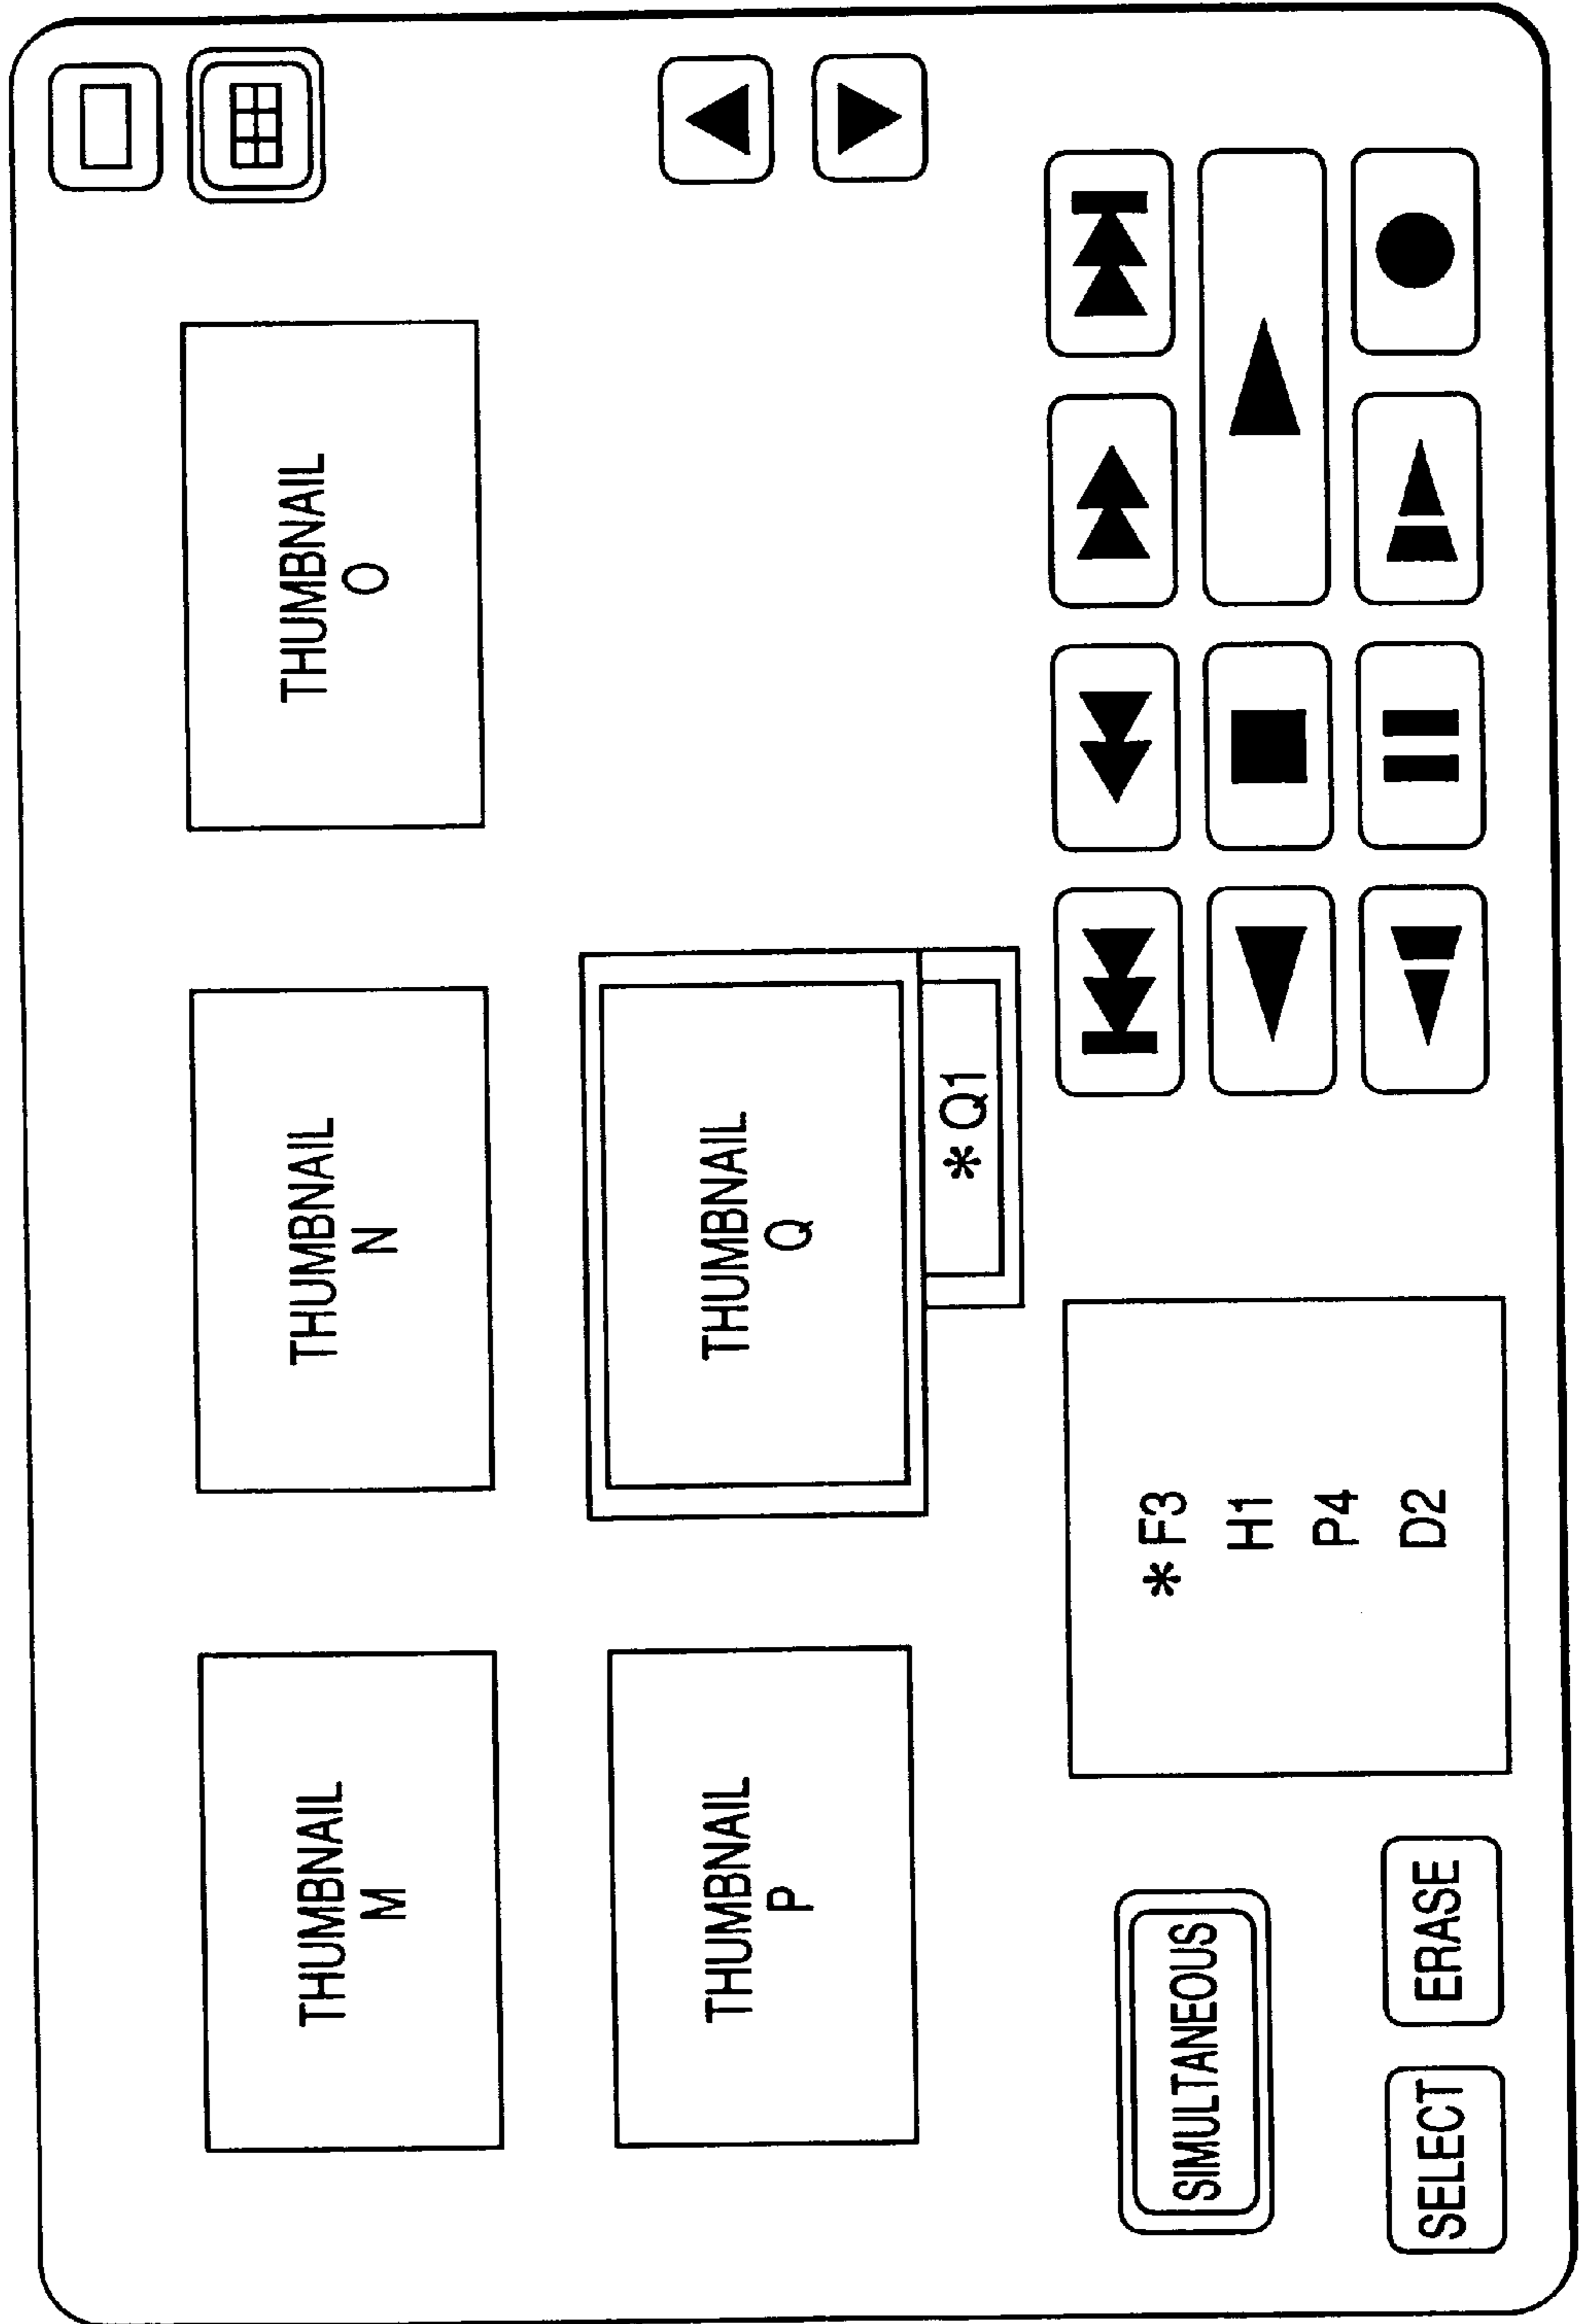 THUMBNAIL
M
THUMBNAIL
N
THUMBNAIL
O
THUMBNAIL
P
THUMBNAIL
Q
*Q1
SIMULTANEOUS
SELECT
ERASE
*F3
H1
P4
D2